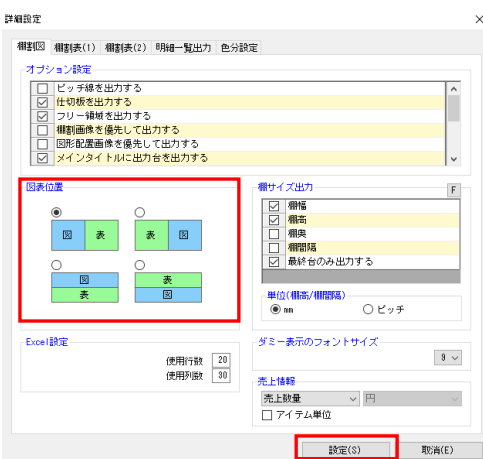 詳細設定
棚割図 棚割表(1) 棚割表(2) 明細一覧出力 色分設定
オプション設定
ピッチ線を出力する
仕切板を出力する
フリー領域を出力する
棚割画像を優先して出力する
図形配置画像を優先して出力する
メインタイトルに出力台を出力する
図表位置
図 表 表 図
図 表
表 図
棚サイズ出力 F
棚幅
棚高
棚奥
棚間隔
最終台のみ出力する
単位(棚高/棚間隔)
mm ピッチ
Excel設定
使用行数 20
使用列数 30
ダミー表示のフォントサイズ
9
売上情報
売上数量 円
アイテム単位
設定(S) 取消(E)